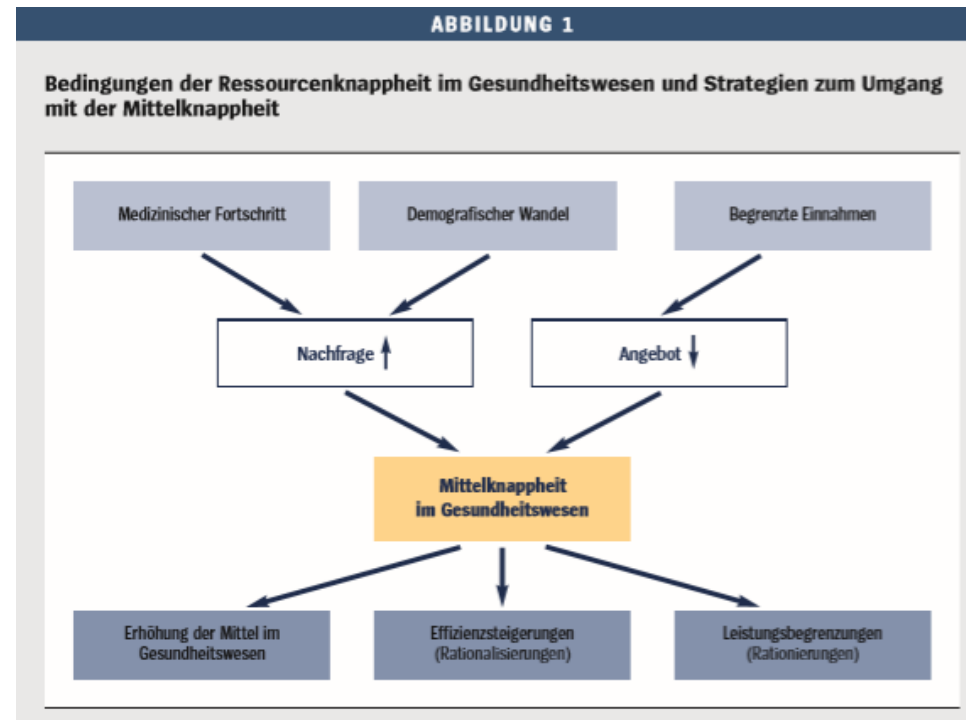 ABBILDUNG 1
Bedingungen der Ressourcenknappheit im Gesundheitswesen und Strategien zum Umgang
mit der Mittelknappheit
Medizinischer Fortschritt
Demografischer Wandel
Begrenzte Einnahmen
Nachfrage
Angebot
Mittelknappheit
im Gesundheitswesen
Erhöhung der Mittel im
Gesundheitswesen
Effizienzsteigerungen
(Rationalisierungen)
Leistungsbegrenzungen
(Rationierungen)